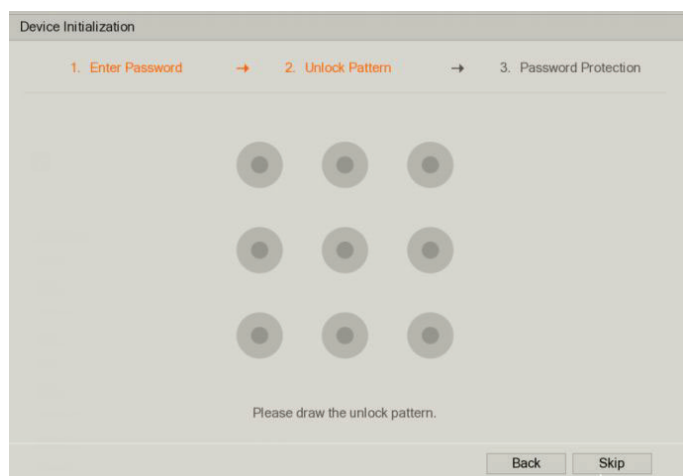 Device Initialization
1. Enter Password → 2. Unlock Pattern → 3. Password Protection
Please draw the unlock pattern.
Back Skip